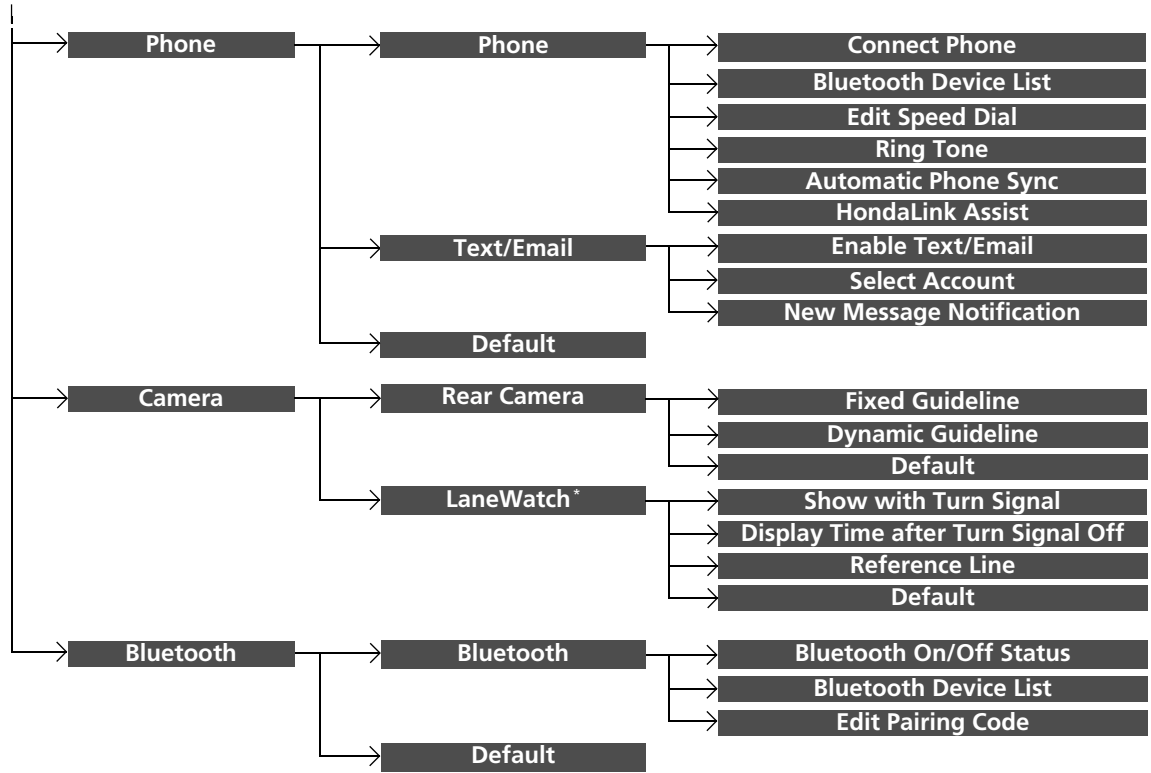 Phone
Phone
Connect Phone
Bluetooth Device List
Edit Speed Dial
Ring Tone
Automatic Phone Sync
HondaLink Assist
Text/Email
Enable Text/Email
Select Account
New Message Notification
Default
Camera
Rear Camera
Fixed Guideline
Dynamic Guideline
Default
LaneWatch*
Show with Turn Signal
Display Time after Turn Signal Off
Reference Line
Default
Bluetooth
Bluetooth
Bluetooth On/Off Status
Bluetooth Device List
Edit Pairing Code
Default